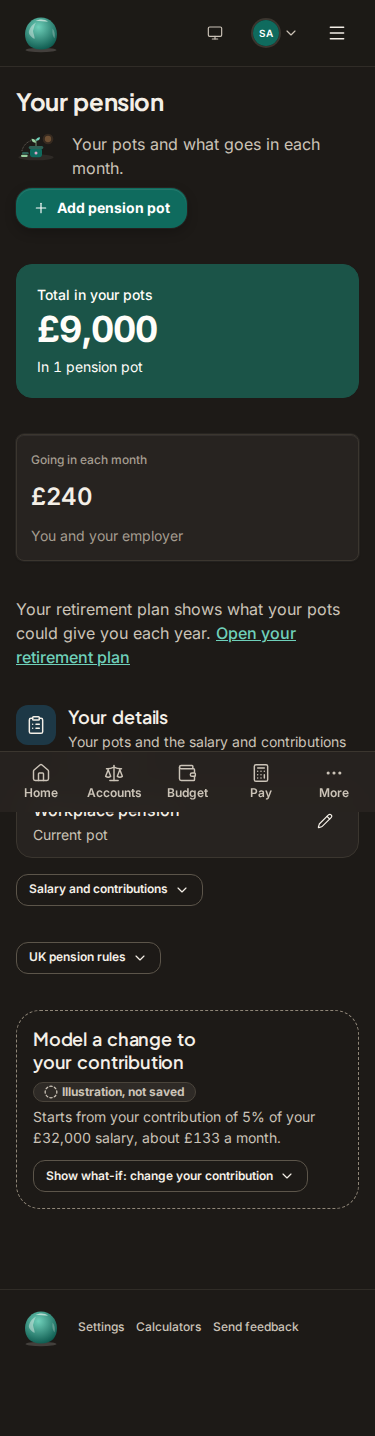 SA
Your pension
Your pots and what goes in each
month.
Add pension pot
Total in your pots
£9,000
In 1 pension pot
Going in each month
£240
You and your employer
Your retirement plan shows what your pots
could give you each year. Open your
retirement plan
Your details
Your pots and the salary and contributions
Home
Accounts
Budget
Pay
More
Workplace pension
Current pot
Salary and contributions
UK pension rules
Model a change to
your contribution
Illustration, not saved
Starts from your contribution of 5% of your
£32,000 salary, about £133 a month.
Show what-if: change your contribution
Settings Calculators Send feedback